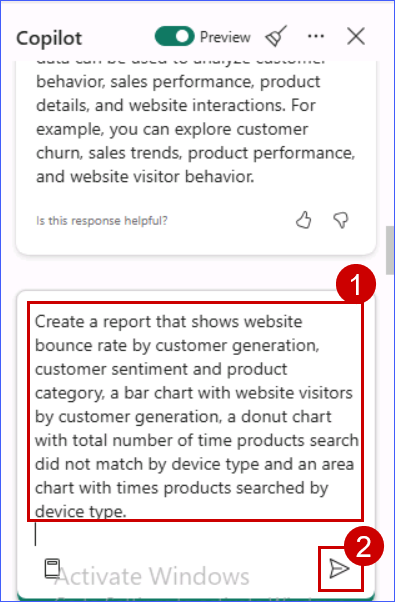 Copilot
Preview
data can be used to analyze customer
behavior, sales performance, product
details, and website interactions. For
example, you can explore customer
churn, sales trends, product performance,
and website visitor behavior.
Is this response helpful?
1
Create a report that shows website
bounce rate by customer generation,
customer sentiment and product
category, a bar chart with website visitors
by customer generation, a donut chart
with total number of time products search
did not match by device type and an area
chart with times products searched by
device type.
2
Activate Windows